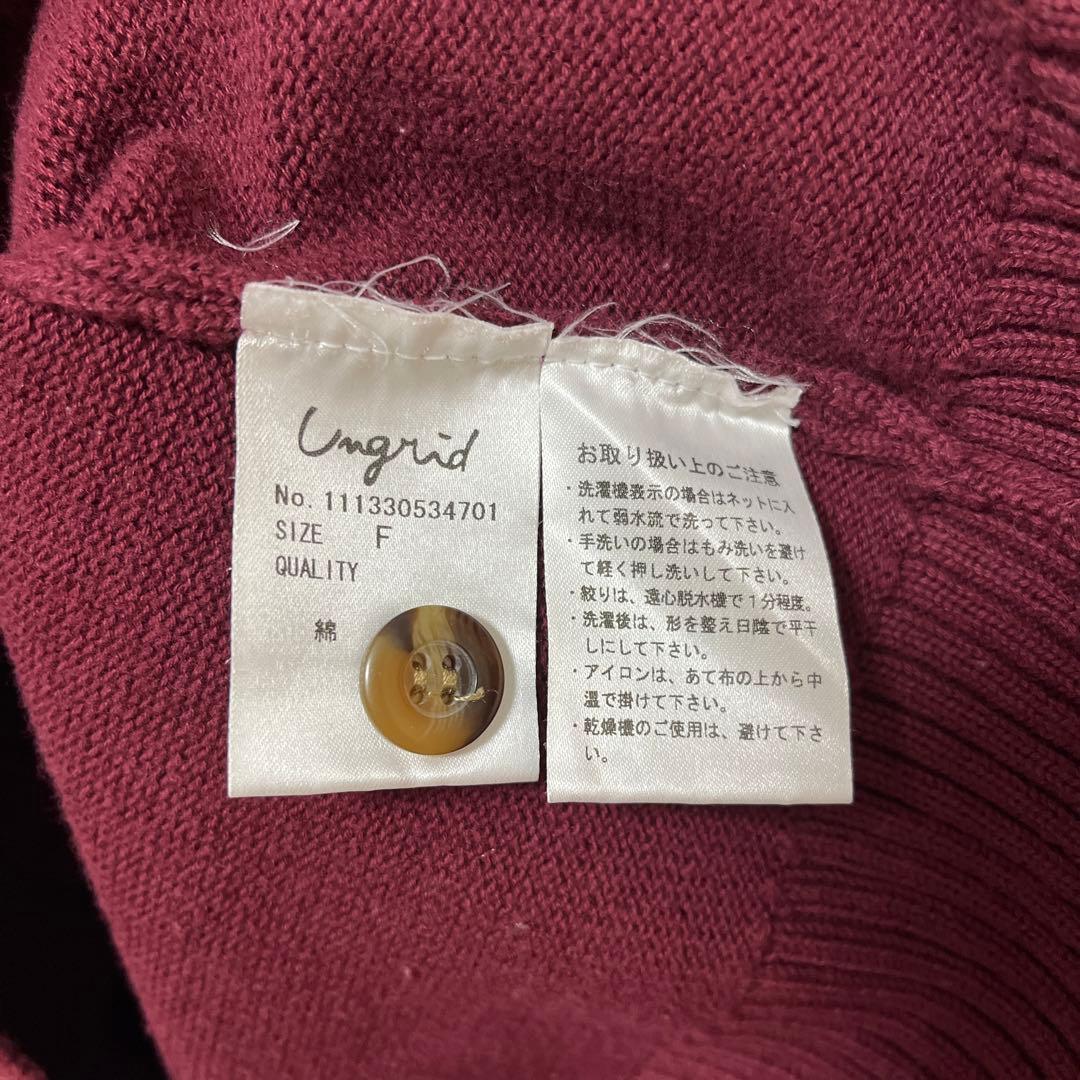 Ungrid
No. 111330534701
SIZE F
QUALITY
綿
お取り扱い上のご注意
・洗濯機表示の場合はネットに入
れて弱水流で洗って下さい。
・手洗いの場合はもみ洗いを避け
て軽く押し洗いして下さい。
・絞りは、遠心脱水機で1分程度。
・洗濯後は、形を整え日陰で平干
しにして下さい。
・アイロンは、あて布の上から中
温で掛けて下さい。
・乾燥機のご使用は、避けて下さ
い。